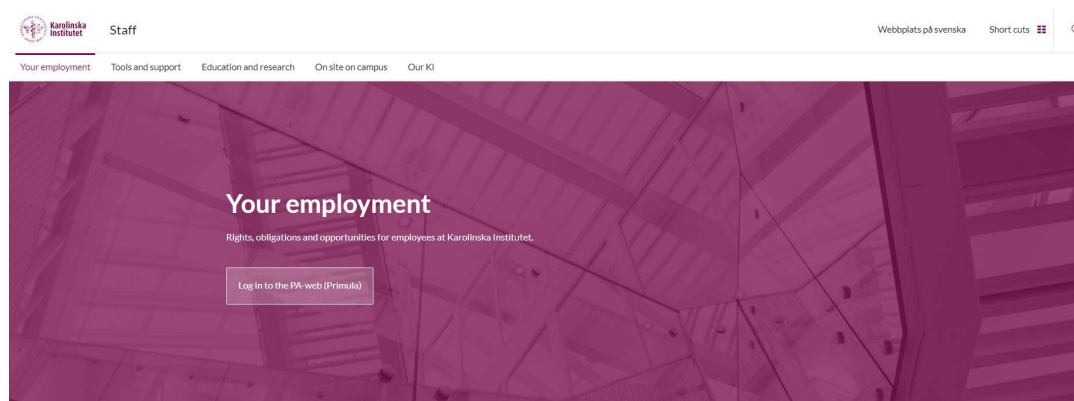 Karolinska
Institutet
Staff
Webbplats på svenska
Short cuts
Your employment
Tools and support
Education and research
On site on campus
Our KI
Your employment
Rights, obligations and opportunities for employees at Karolinska Institutet.
Log in to the PA-web (Primula)